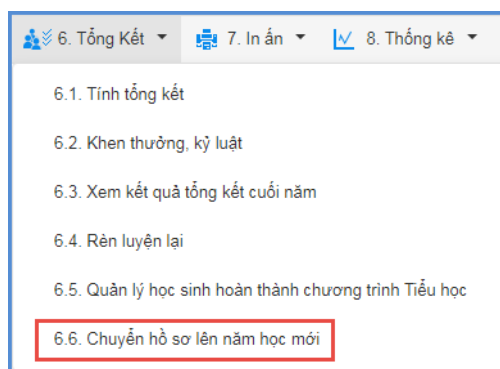 6. Tổng Kết 7. In ấn 8. Thống kê
6.1. Tính tổng kết
6.2. Khen thưởng, kỷ luật
6.3. Xem kết quả tổng kết cuối năm
6.4. Rèn luyện lại
6.5. Quản lý học sinh hoàn thành chương trình Tiểu học
6.6. Chuyển hồ sơ lên năm học mới